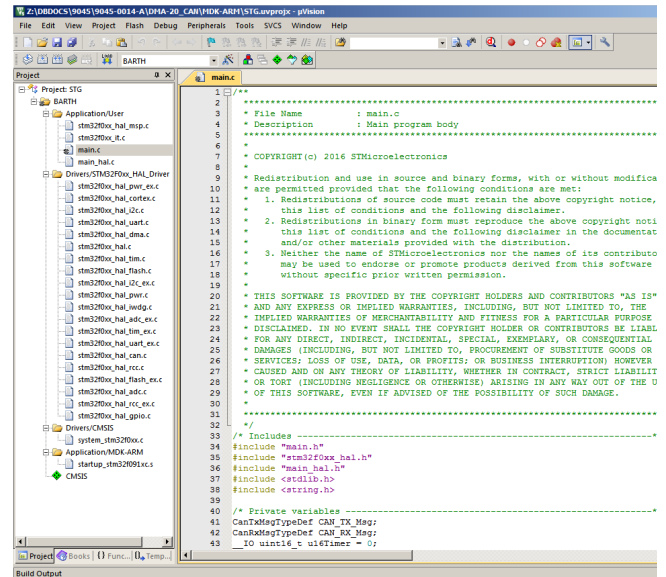 Z:\DBDOCS\9045\9045-0014-A\DMA-20_CAN\MDK-ARM\STG.uvprojx - µVision
File Edit View Project Flash Debug Peripherals Tools SVCS Window Help
BARTH
Project
Project: STG
BARTH
Application/User
stm32f0xx_hal_msp.c
stm32f0xx_it.c
main.c
main_hal.c
Drivers/STM32F0xx_HAL_Driver
stm32f0xx_hal_pwr_ex.c
stm32f0xx_hal_cortex.c
stm32f0xx_hal_i2c.c
stm32f0xx_hal_uart.c
stm32f0xx_hal_dma.c
stm32f0xx_hal.c
stm32f0xx_hal_tim.c
stm32f0xx_hal_flash.c
stm32f0xx_hal_i2c_ex.c
stm32f0xx_hal_pwr.c
stm32f0xx_hal_iwdg.c
stm32f0xx_hal_adc_ex.c
stm32f0xx_hal_tim_ex.c
stm32f0xx_hal_uart_ex.c
stm32f0xx_hal_can.c
stm32f0xx_hal_rcc.c
stm32f0xx_hal_flash_ex.c
stm32f0xx_hal_adc.c
stm32f0xx_hal_rcc_ex.c
stm32f0xx_hal_gpio.c
Drivers/CMSIS
system_stm32f0xx.c
Application/MDK-ARM
startup_stm32f091xc.s
CMSIS
Project Books {} Func... 0 Temp...
main.c
1 /**
2 ******************************************************************
3 * File Name : main.c
4 * Description : Main program body
5 ******************************************************************
6 *
7 * COPYRIGHT(c) 2016 STMicroelectronics
8 *
9 * Redistribution and use in source and binary forms, with or without modifica
10 * are permitted provided that the following conditions are met:
11 * 1. Redistributions of source code must retain the above copyright notice,
12 * this list of conditions and the following disclaimer.
13 * 2. Redistributions in binary form must reproduce the above copyright noti
14 * this list of conditions and the following disclaimer in the documentat
15 * and/or other materials provided with the distribution.
16 * 3. Neither the name of STMicroelectronics nor the names of its contributo
17 * may be used to endorse or promote products derived from this software
18 * without specific prior written permission.
19 *
20 * THIS SOFTWARE IS PROVIDED BY THE COPYRIGHT HOLDERS AND CONTRIBUTORS "AS IS"
21 * AND ANY EXPRESS OR IMPLIED WARRANTIES, INCLUDING, BUT NOT LIMITED TO, THE
22 * IMPLIED WARRANTIES OF MERCHANTABILITY AND FITNESS FOR A PARTICULAR PURPOSE
23 * DISCLAIMED. IN NO EVENT SHALL THE COPYRIGHT HOLDER OR CONTRIBUTORS BE LIABL
24 * FOR ANY DIRECT, INDIRECT, INCIDENTAL, SPECIAL, EXEMPLARY, OR CONSEQUENTIAL
25 * DAMAGES (INCLUDING, BUT NOT LIMITED TO, PROCUREMENT OF SUBSTITUTE GOODS OR
26 * SERVICES; LOSS OF USE, DATA, OR PROFITS; OR BUSINESS INTERRUPTION) HOWEVER
27 * CAUSED AND ON ANY THEORY OF LIABILITY, WHETHER IN CONTRACT, STRICT LIABILIT
28 * OR TORT (INCLUDING NEGLIGENCE OR OTHERWISE) ARISING IN ANY WAY OUT OF THE U
29 * OF THIS SOFTWARE, EVEN IF ADVISED OF THE POSSIBILITY OF SUCH DAMAGE.
30 *
31 ******************************************************************
32 */
33 /* Includes ------------------------------------------------------------------*
34 #include "main.h"
35 #include "stm32f0xx_hal.h"
36 #include "main_hal.h"
37 #include <stdlib.h>
38 #include <string.h>
39
40 /* Private variables ---------------------------------------------------------*
41 CanTxMsgTypeDef CAN_TX_Msg;
42 CanRxMsgTypeDef CAN_RX_Msg;
43 __IO uint16_t u16Timer = 0;
Build Output